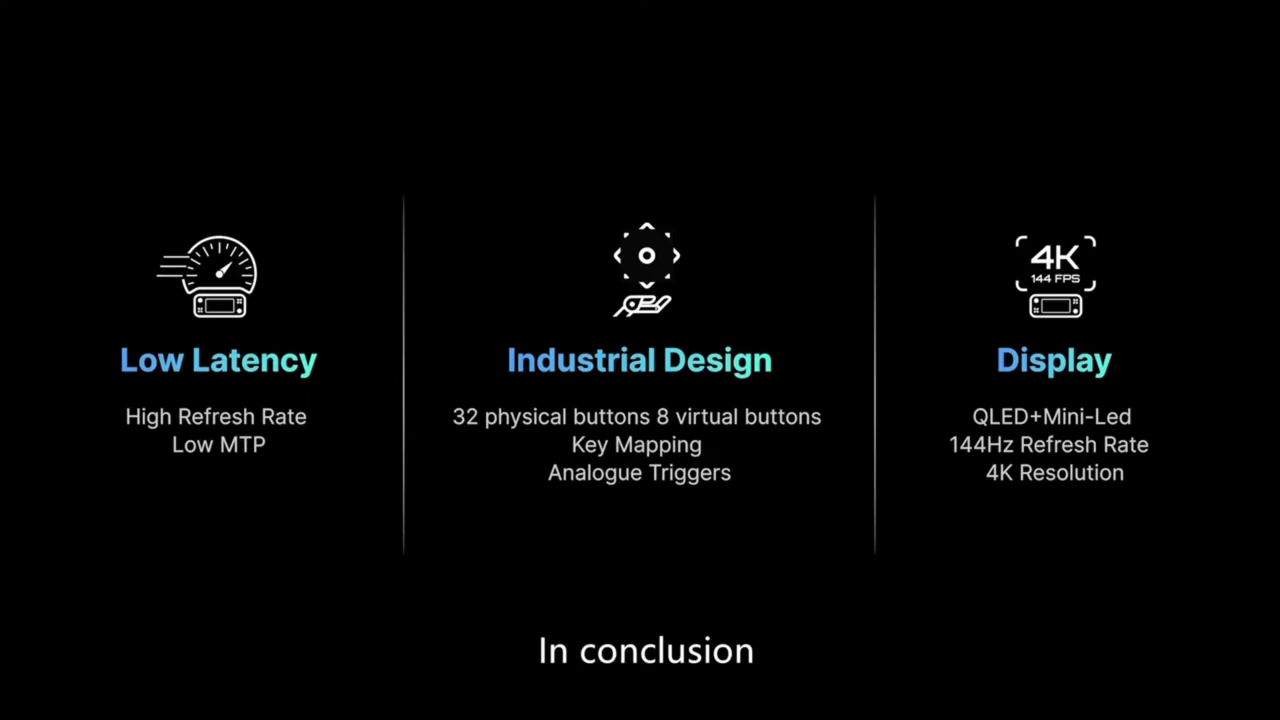 Low Latency
High Refresh Rate
Low MTP
Industrial Design
32 physical buttons 8 virtual buttons
Key Mapping
Analogue Triggers
4K
144 FPS
Display
QLED+Mini-Led
144Hz Refresh Rate
4K Resolution
In conclusion